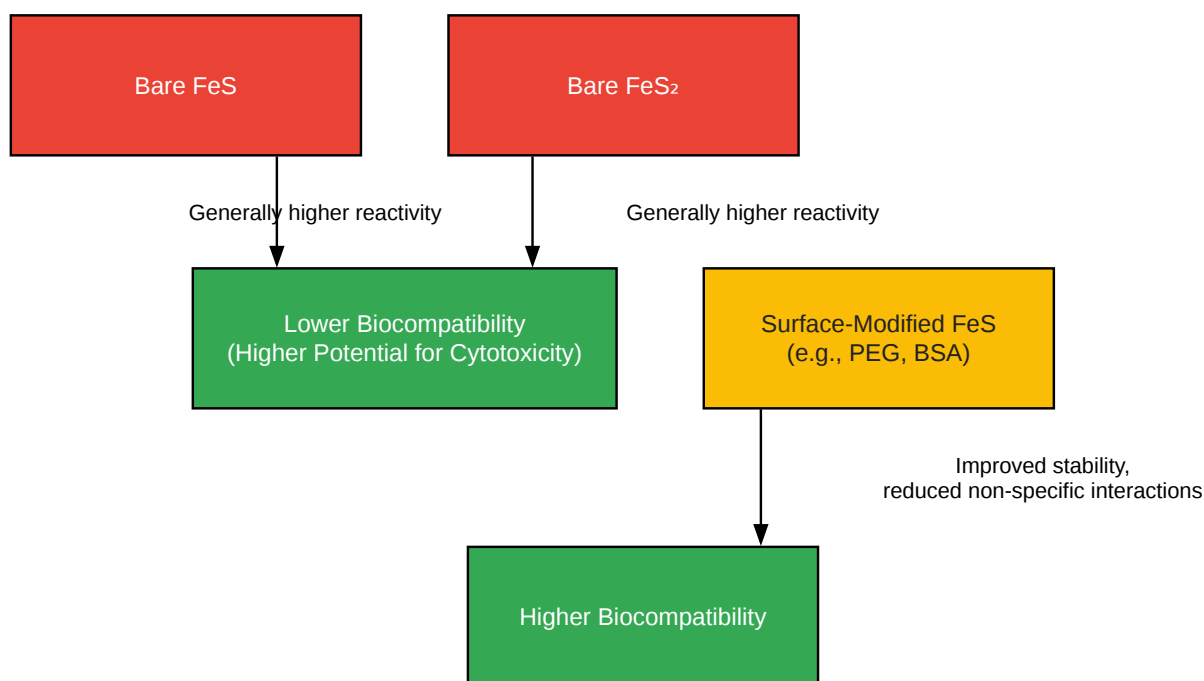 Bare FeS
Bare FeS₂
Generally higher reactivity
Generally higher reactivity
Lower Biocompatibility
(Higher Potential for Cytotoxicity)
Surface-Modified FeS
(e.g., PEG, BSA)
Improved stability,
reduced non-specific interactions
Higher Biocompatibility